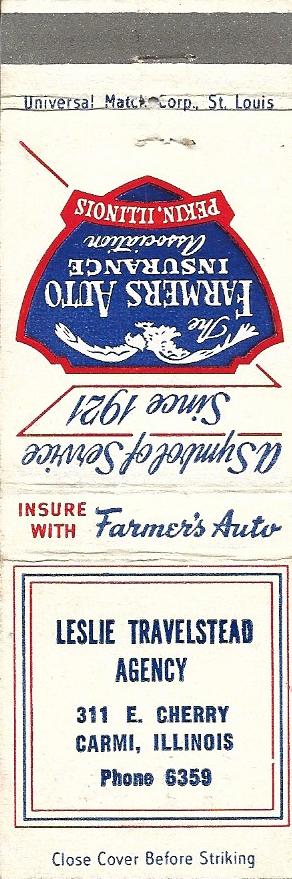 Universal Match Corp., St. Louis
A Symbol of Service
Since 1921
The
FARMERS AUTO
INSURANCE
Association
PEKIN, ILLINOIS
INSURE
WITH Farmer's Auto
LESLIE TRAVELSTEAD
AGENCY
311 E. CHERRY
CARMI, ILLINOIS
Phone 6359
Close Cover Before Striking